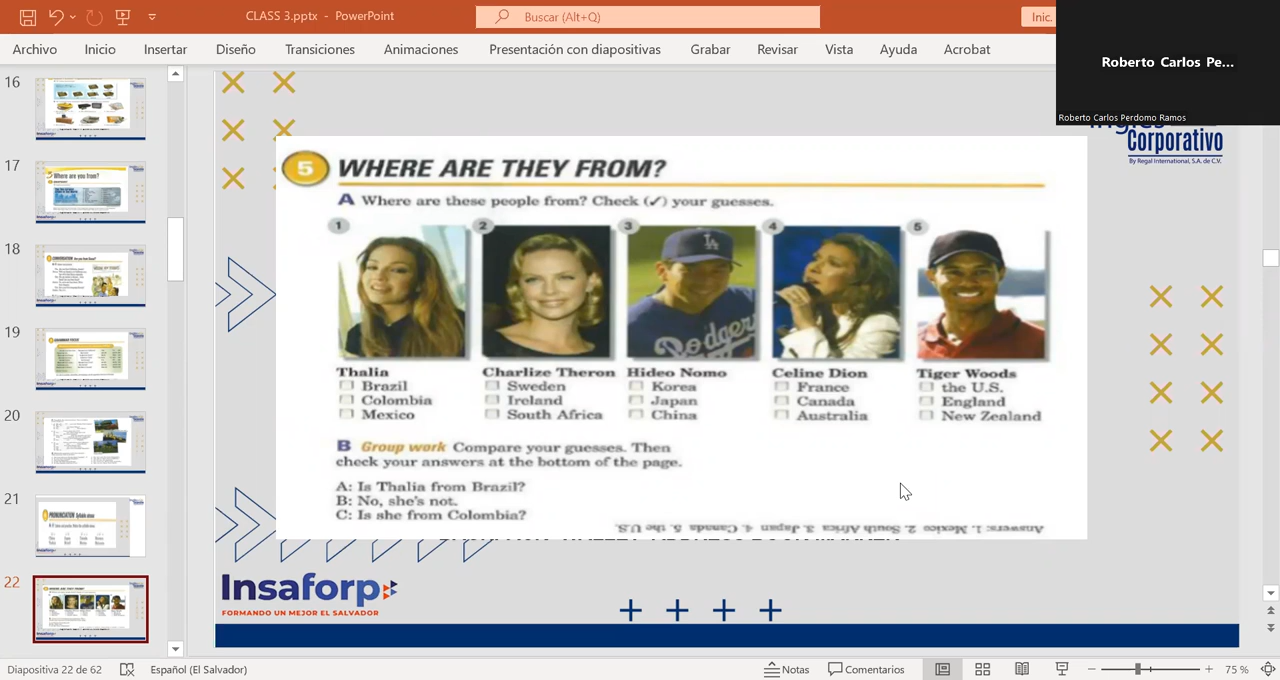 CLASS 3.pptx - PowerPoint
Buscar (Alt+Q)
Inic.
Archivo Inicio Insertar Diseño Transiciones Animaciones Presentación con diapositivas Grabar Revisar Vista Ayuda Acrobat
Roberto Carlos Pe...
Roberto Carlos Perdomo Ramos
Corporativo
By Regal International, S.A. de C.V.
16
17
18
19
20
21
22
5 WHERE ARE THEY FROM?
A Where are these people from? Check (✓) your guesses.
1 2 3 4 5
Dodgers
Thalia Charlize Theron Hideo Nomo Celine Dion Tiger Woods
Brazil Sweden Korea France the U.S.
Colombia Ireland Japan Canada England
Mexico South Africa China Australia New Zealand
B Group work Compare your guesses. Then
check your answers at the bottom of the page.
A: Is Thalia from Brazil?
B: No, she's not.
C: Is she from Colombia?
Answers: 1. Mexico 2. South Africa 3. Japan 4. Canada 5. the U.S.
Insaforp
FORMANDO UN MEJOR EL SALVADOR
Diapositiva 22 de 62 Español (El Salvador) Notas Comentarios 75 %